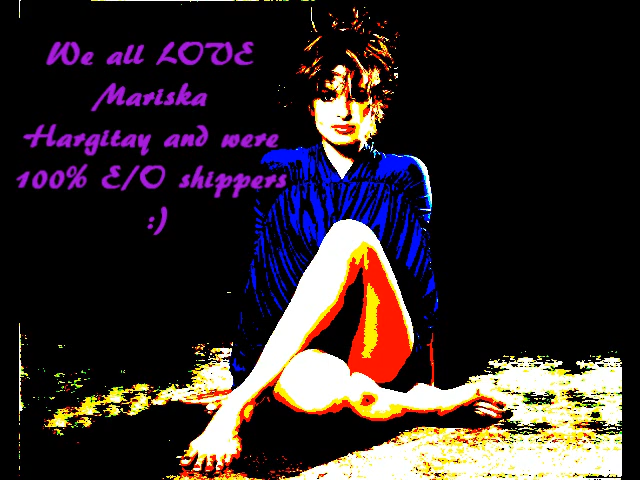 We all LOVE
Mariska
Hargitay and were
100% E/O shippers
:)